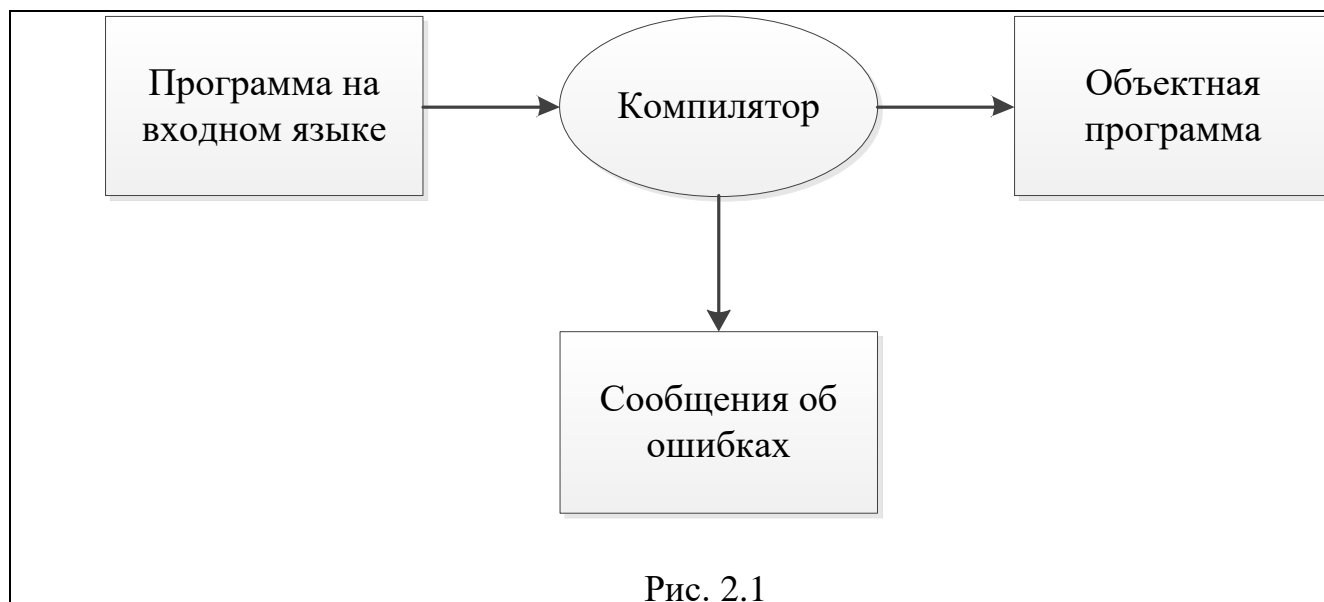 Программа на
входном языке
Компилятор
Объектная
программа
Сообщения об
ошибках
Рис. 2.1